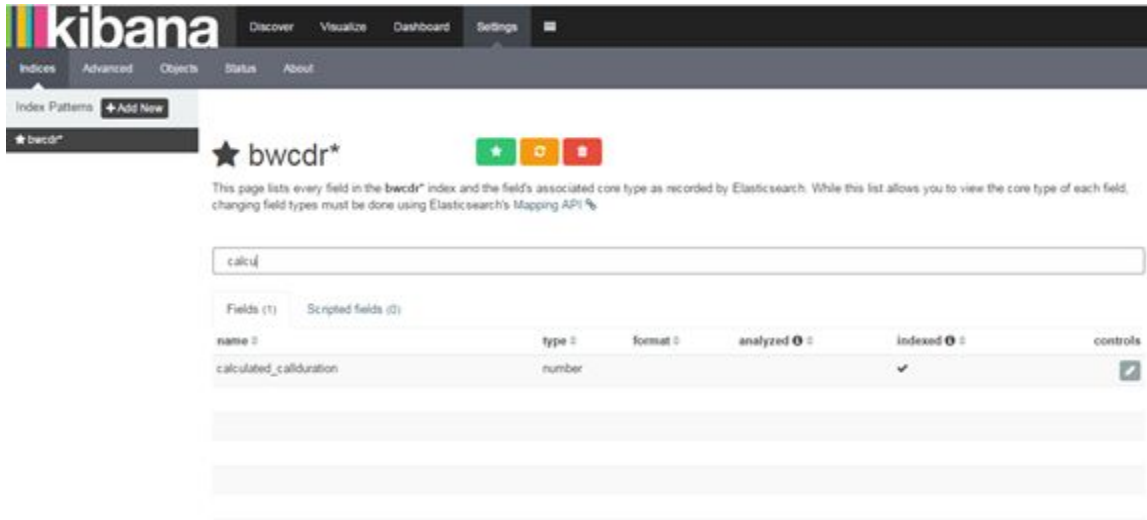 kibana Discover Visualize Dashboard Settings
Indices Advanced Objects Status About
Index Patterns Add New
bwcdr*
bwcdr*
This page lists every field in the bwcdr* index and the field's associated core type as recorded by Elasticsearch. While this list allows you to view the core type of each field,
changing field types must be done using Elasticsearch's Mapping API
calcu
Fields (1) Scripted fields (0)
name type format analyzed indexed controls
calculated_callduration number